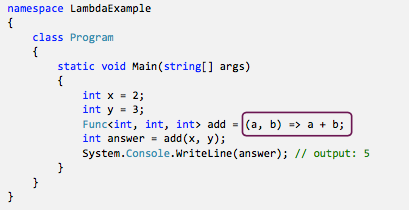 namespace LambdaExample
{
    class Program
    {
        static void Main(string[] args)
        {
            int x = 2;
            int y = 3;
            Func<int, int, int> add = (a, b) => a + b;
            int answer = add(x, y);
            System.Console.WriteLine(answer); // output: 5
        }
    }
}